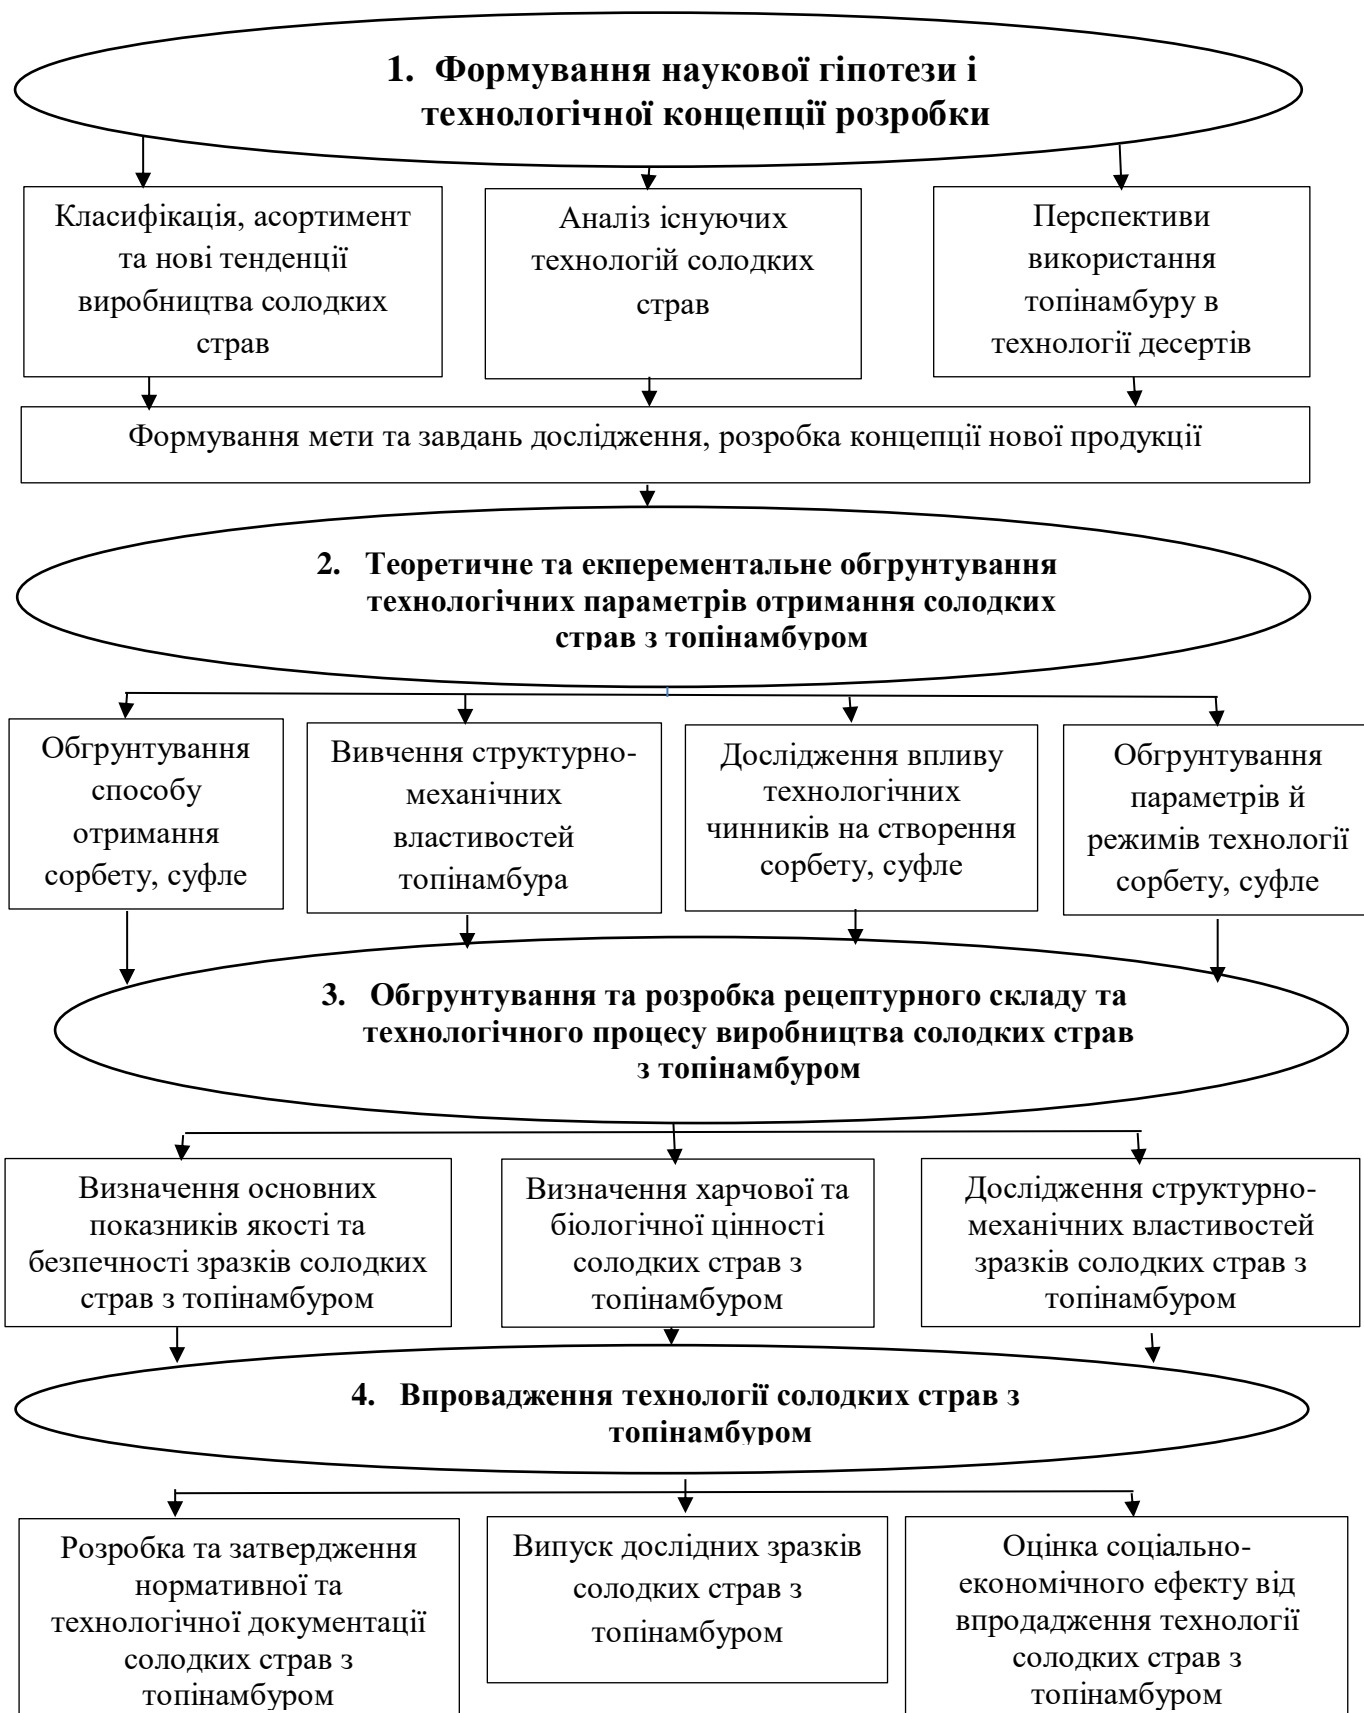 1. Формування наукової гіпотези і
технологічної концепції розробки
Класифікація, асортимент
та нові тенденції
виробництва солодких
страв
Аналіз існуючих
технологій солодких
страв
Перспективи
використання
топінамбуру в
технології десертів
Формування мети та завдань дослідження, розробка концепції нової продукції
2. Теоретичне та екперементальне обгрунтування
технологічних параметрів отримання солодких
страв з топінамбуром
Обгрунтування
способу
отримання
сорбету, суфле
Вивчення структурно-
механічних
властивостей
топінамбура
Дослідження впливу
технологічних
чинників на створення
сорбету, суфле
Обгрунтування
параметрів й
режимів технології
сорбету, суфле
3. Обгрунтування та розробка рецептурного складу та
технологічного процесу виробництва солодких страв
з топінамбуром
Визначення основних
показників якості та
безпечності зразків солодких
страв з топінамбуром
Визначення харчової та
біологічної цінності
солодких страв з
топінамбуром
Дослідження структурно-
механічних властивостей
зразків солодких страв з
топінамбуром
4. Впровадження технології солодких страв з
топінамбуром
Розробка та затвердження
нормативної та
технологічної документації
солодких страв з
топінамбуром
Випуск дослідних зразків
солодких страв з
топінамбуром
Оцінка соціально-
економічного ефекту від
впродадження технології
солодких страв з
топінамбуром